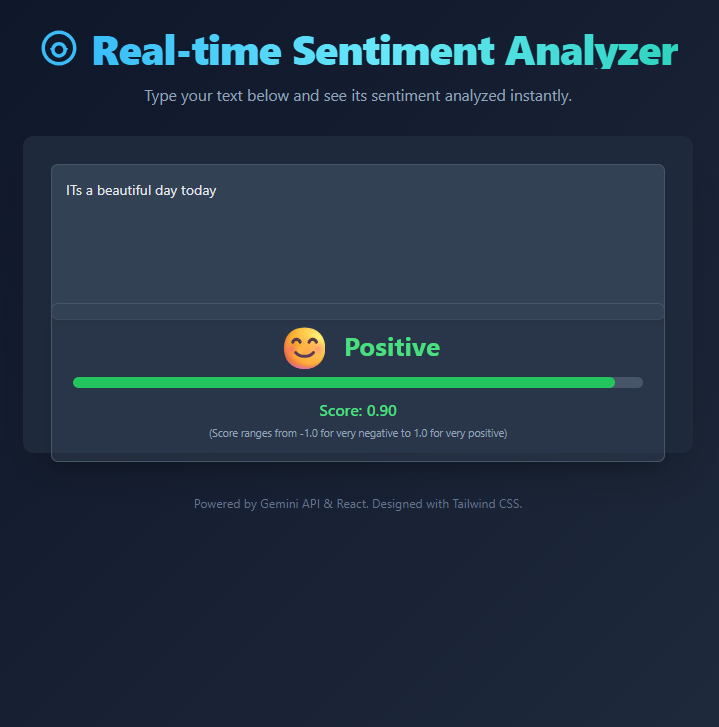 Real-time Sentiment Analyzer
Type your text below and see its sentiment analyzed instantly.
ITs a beautiful day today
Positive
Score: 0.90
(Score ranges from -1.0 for very negative to 1.0 for very positive)
Powered by Gemini API & React. Designed with Tailwind CSS.